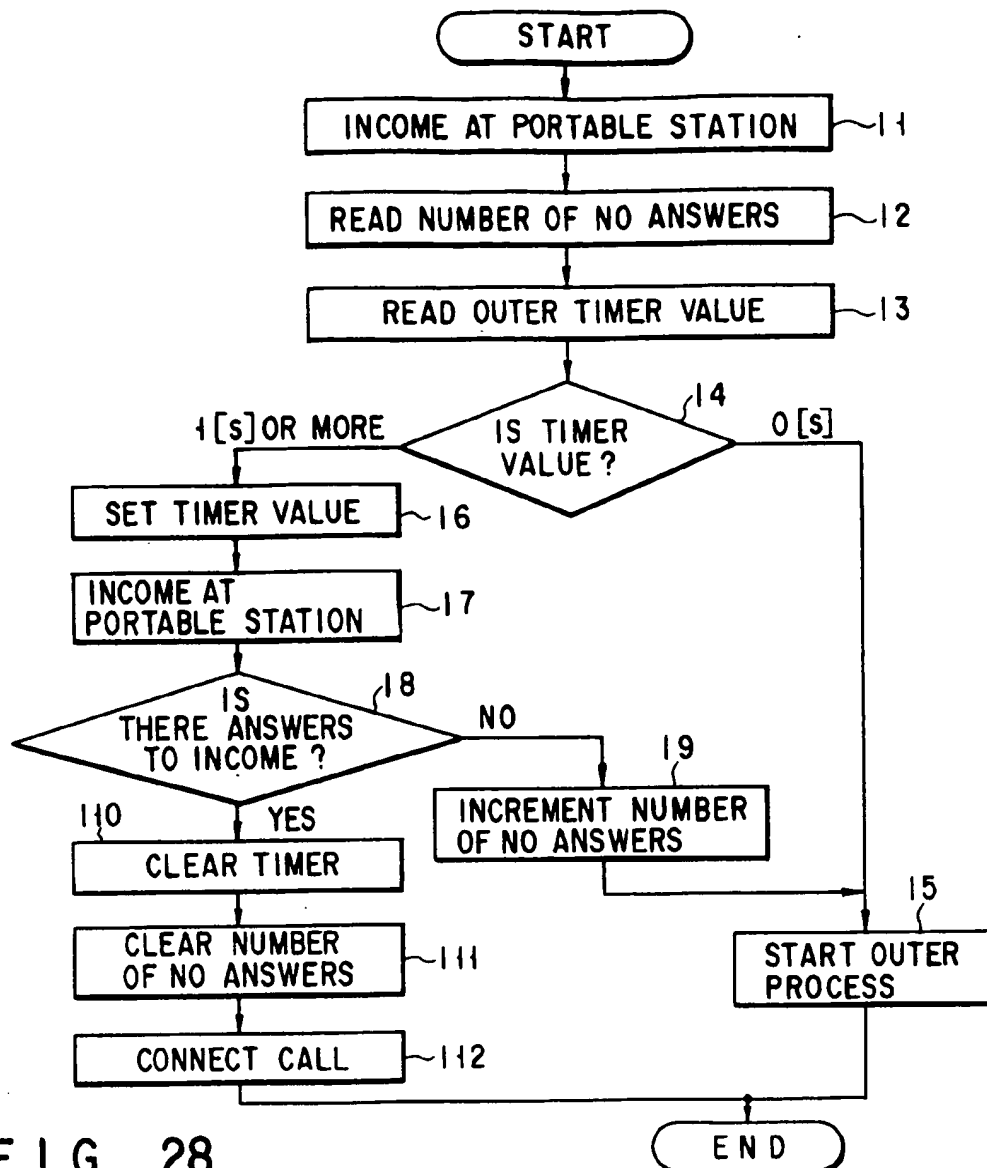 START
INCOME AT PORTABLE STATION
11
READ NUMBER OF NO ANSWERS
12
READ OUTER TIMER VALUE
13
14
1[s] OR MORE
IS TIMER
VALUE?
0[s]
SET TIMER VALUE
16
INCOME AT
PORTABLE STATION
17
18
IS
THERE ANSWERS
TO INCOME?
NO
19
INCREMENT NUMBER
OF NO ANSWERS
110
YES
CLEAR TIMER
15
START OUTER
PROCESS
CLEAR NUMBER
OF NO ANSWERS
111
CONNECT CALL
112
END
FIG. 28